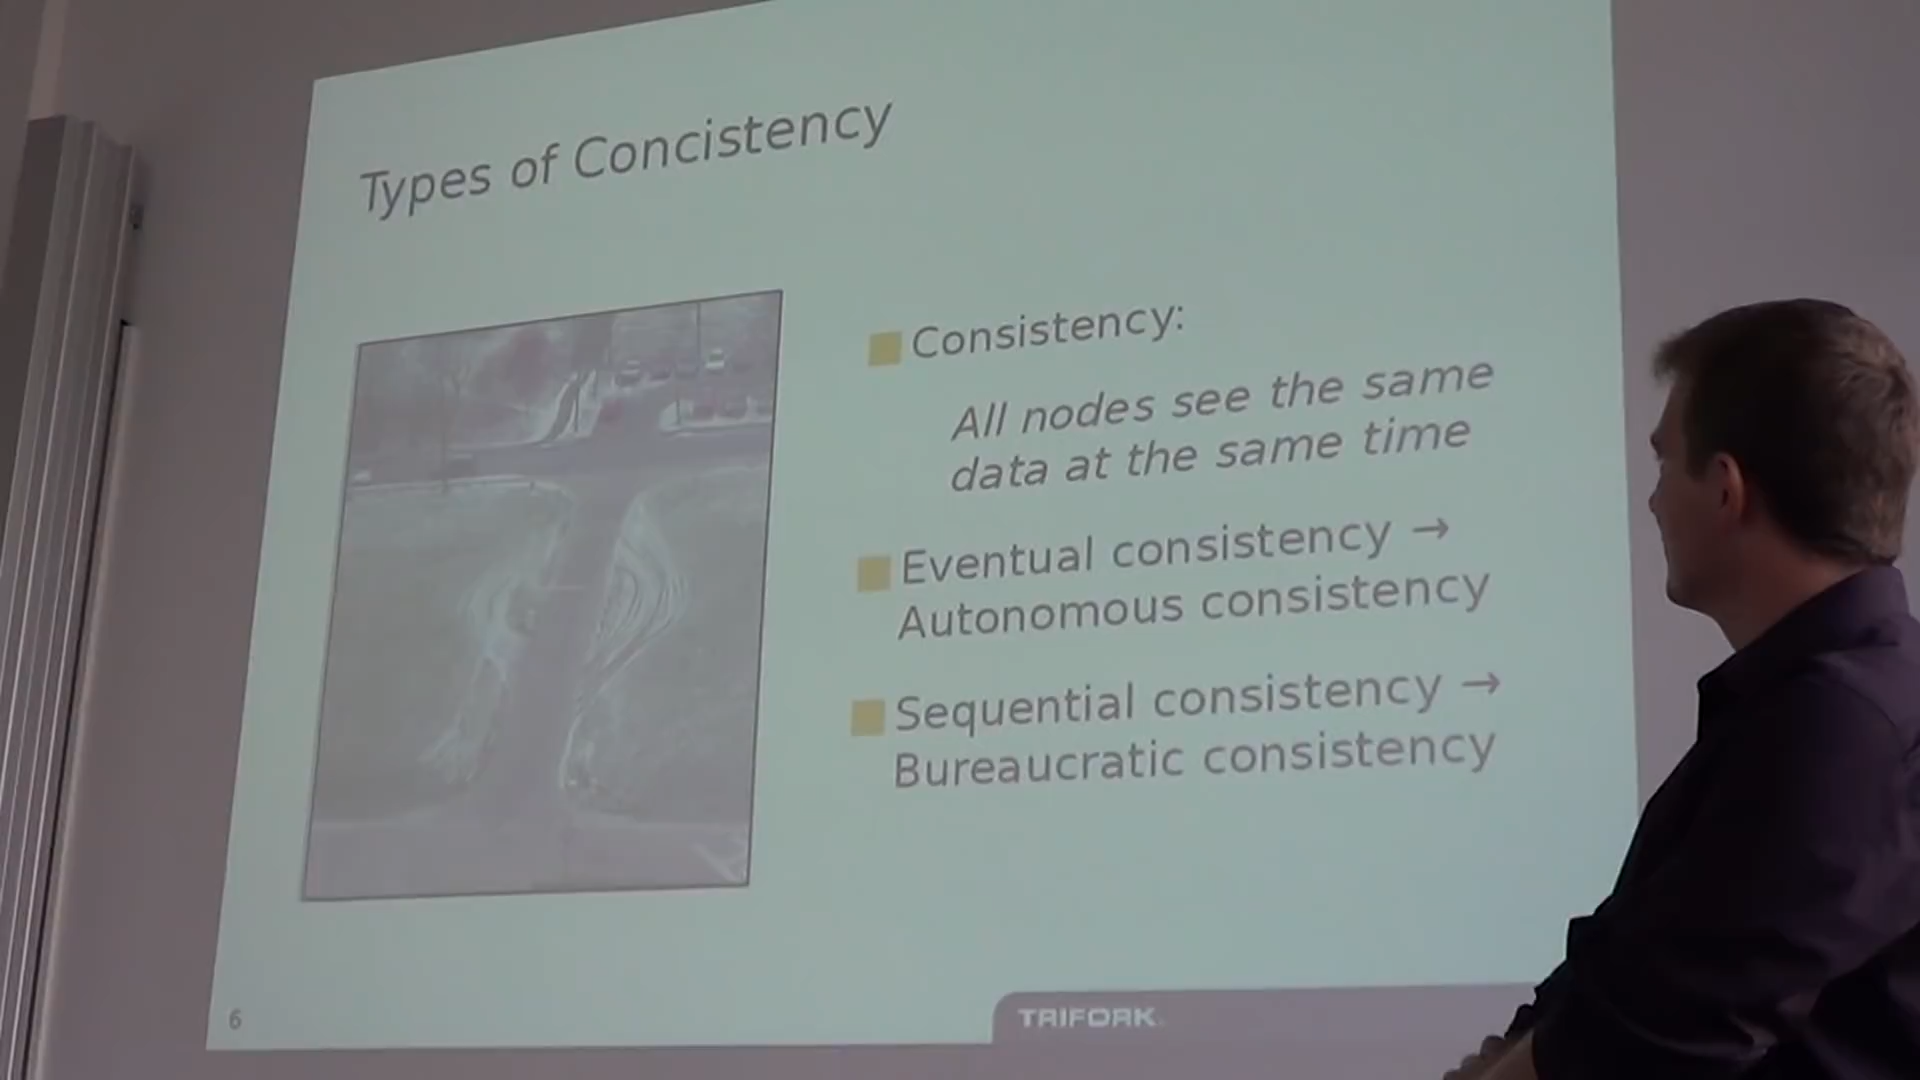 Types of Concistency
Consistency:
All nodes see the same
data at the same time
Eventual consistency →
Autonomous consistency
Sequential consistency →
Bureaucratic consistency
6
TRIFORK.